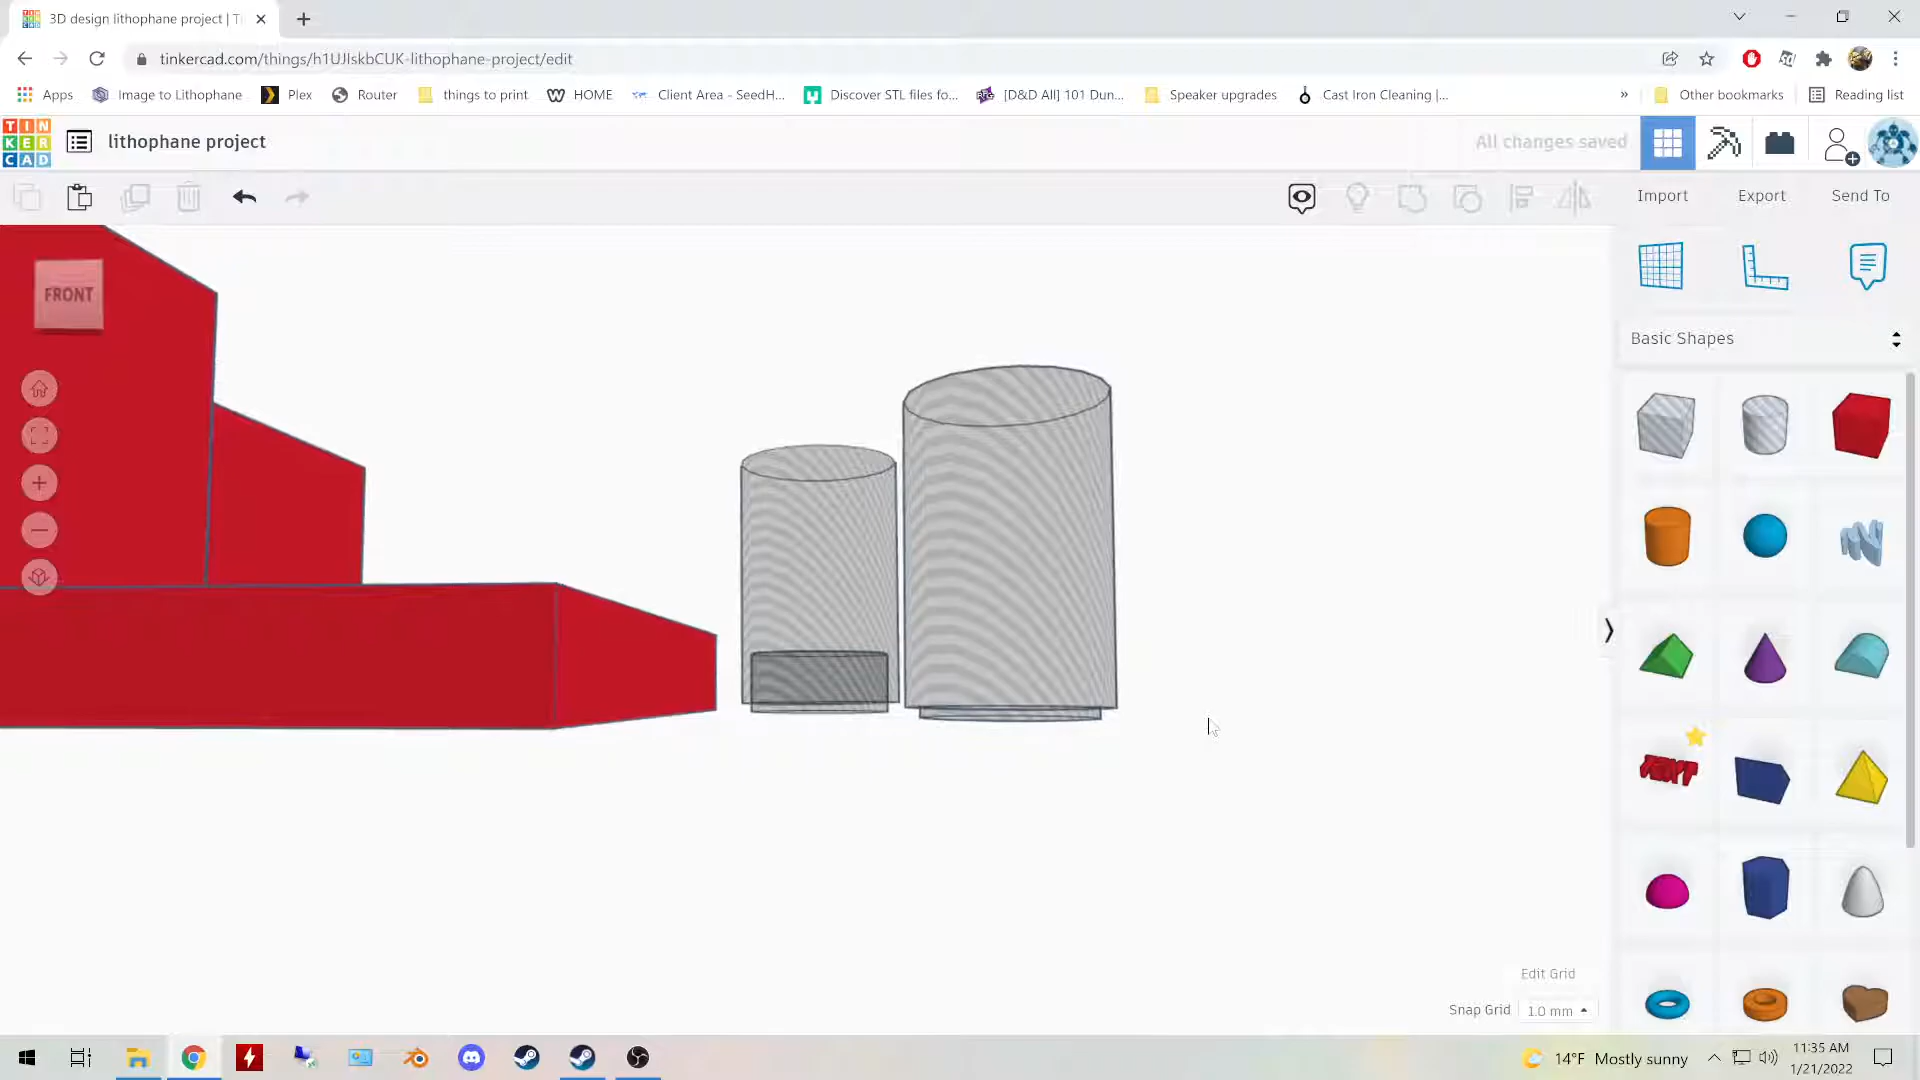 3D design lithophane project | Ti
tinkercad.com/things/h1UJlskbCUK-lithophane-project/edit
Apps
Image to Lithophane
Plex
Router
things to print
HOME
Client Area - SeedH...
Discover STL files fo...
[D&D All] 101 Dun...
Speaker upgrades
Cast Iron Cleaning |...
»
Other bookmarks
Reading list
TIN
KER
CAD
lithophane project
All changes saved
Import
Export
Send To
FRONT
Basic Shapes
TEXT
Edit Grid
Snap Grid
1.0 mm
14°F Mostly sunny
11:35 AM
1/21/2022